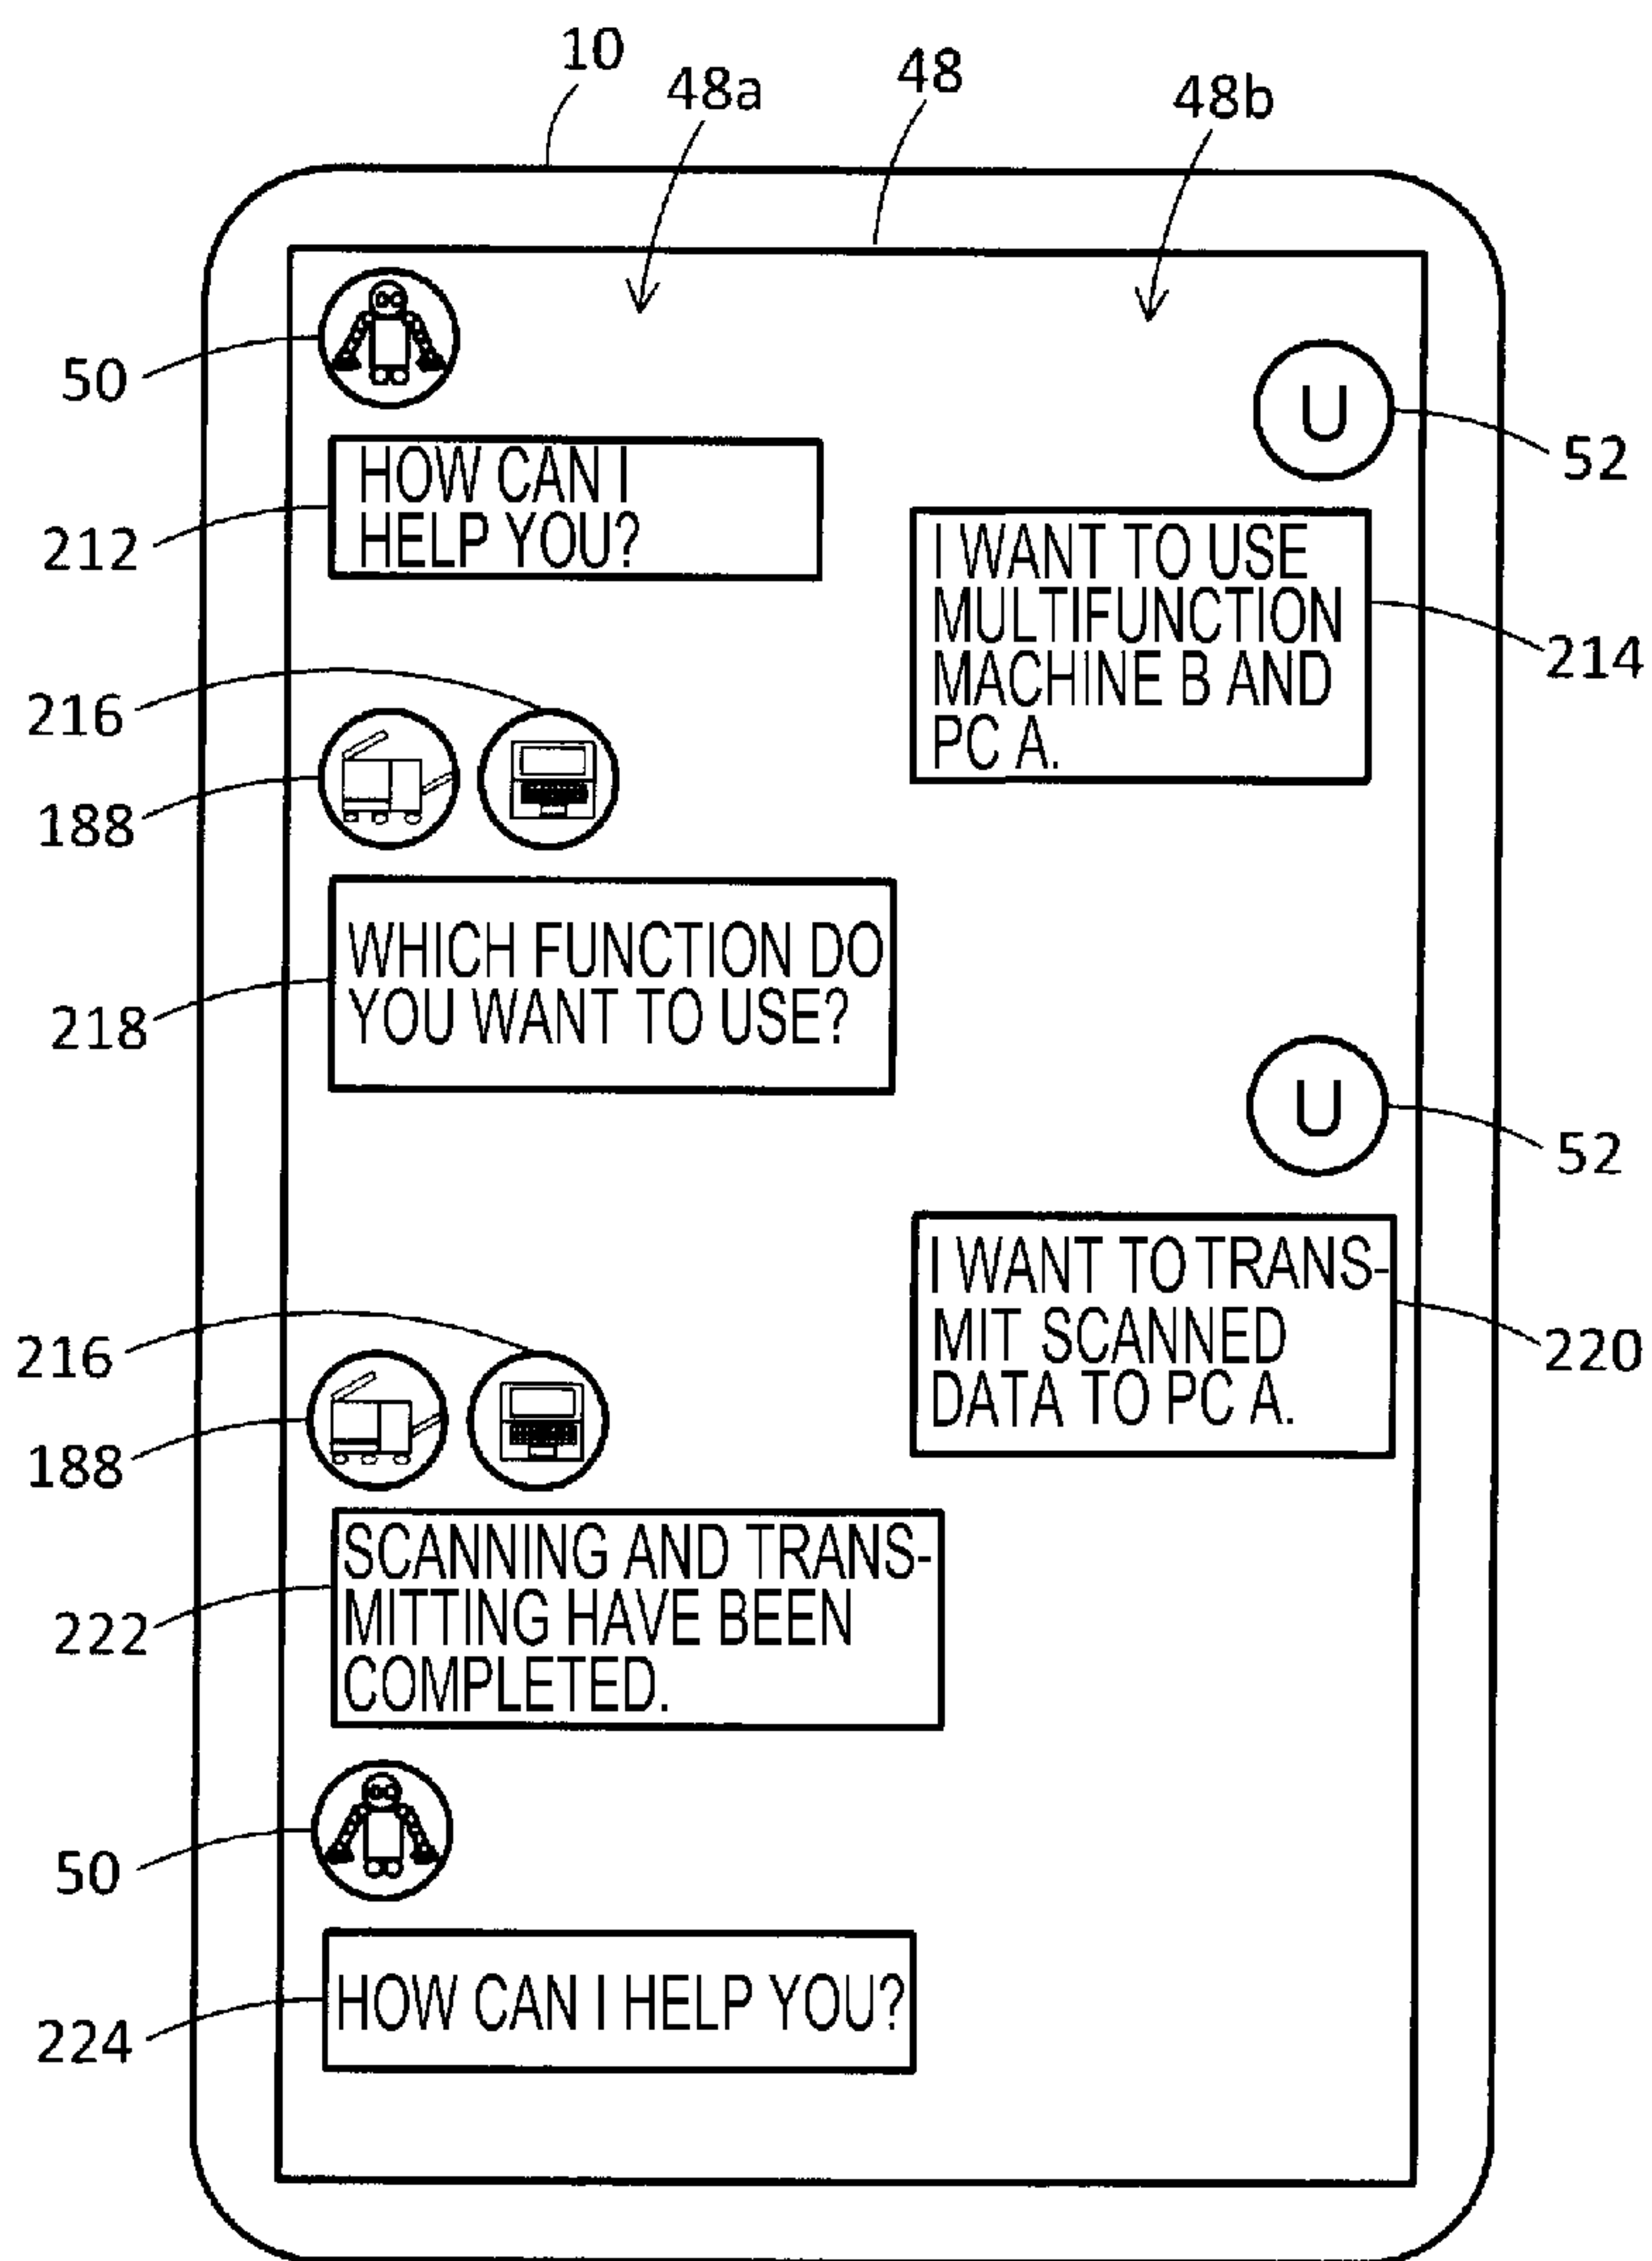 10
48a
48
48b
50
U
52
HOW CAN I
HELP YOU?
212
I WANT TO USE
MULTIFUNCTION
MACHINE B AND
PC A.
214
216
188
WHICH FUNCTION DO
YOU WANT TO USE?
218
U
52
I WANT TO TRANS-
MIT SCANNED
DATA TO PC A.
220
216
188
SCANNING AND TRANS-
MITTING HAVE BEEN
COMPLETED.
222
50
HOW CAN I HELP YOU?
224